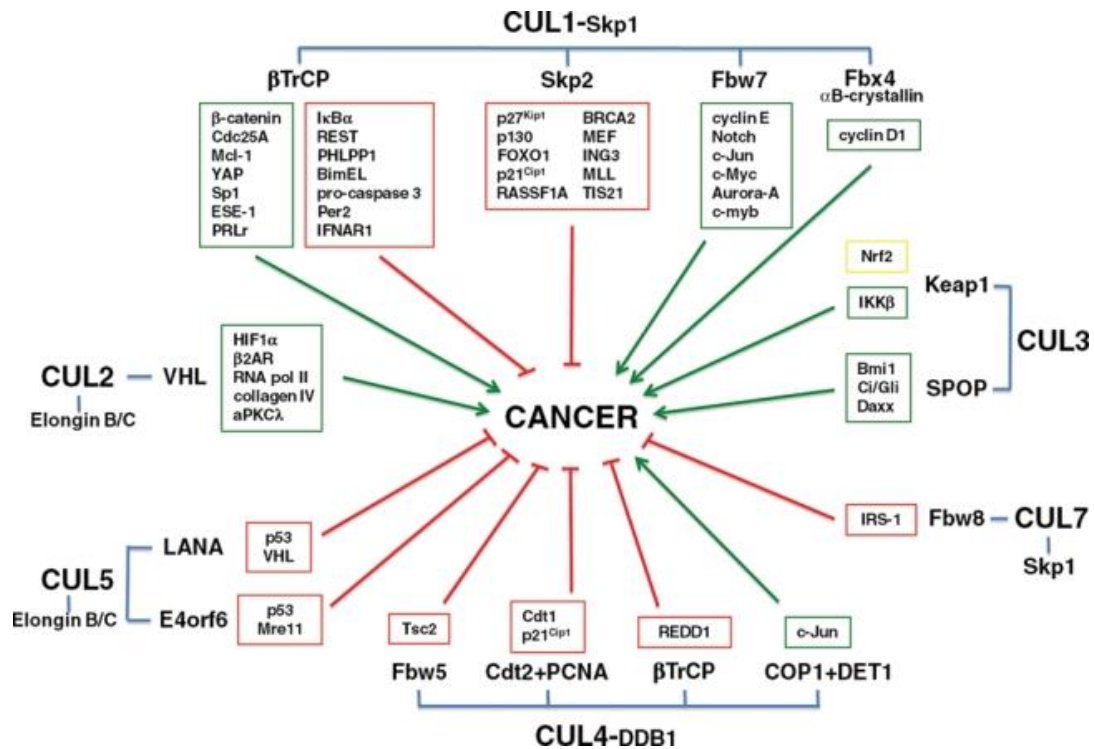 CUL1-Skp1
βTrCP
Skp2
Fbw7
Fbx4
αB-crystallin
β-catenin
Cdc25A
Mcl-1
YAP
Sp1
ESE-1
PRLr
IκBα
REST
PHLPP1
BimEL
pro-caspase 3
Per2
IFNAR1
p27Kip1 BRCA2
p130 MEF
FOXO1 ING3
p21Cip1 MLL
RASSF1A TIS21
cyclin E
Notch
c-Jun
c-Myc
Aurora-A
c-myb
cyclin D1
Nrf2
Keap1
IKKβ
CUL3
Bmi1
Ci/Gli
Daxx
SPOP
CUL2
Elongin B/C
VHL
HIF1α
β2AR
RNA pol II
collagen IV
aPKCλ
CANCER
IRS-1
Fbw8
CUL7
Skp1
CUL5
Elongin B/C
LANA
p53
VHL
E4orf6
p53
Mre11
Tsc2
Cdt1
p21Cip1
REDD1
c-Jun
Fbw5
Cdt2+PCNA
βTrCP
COP1+DET1
CUL4-DDB1